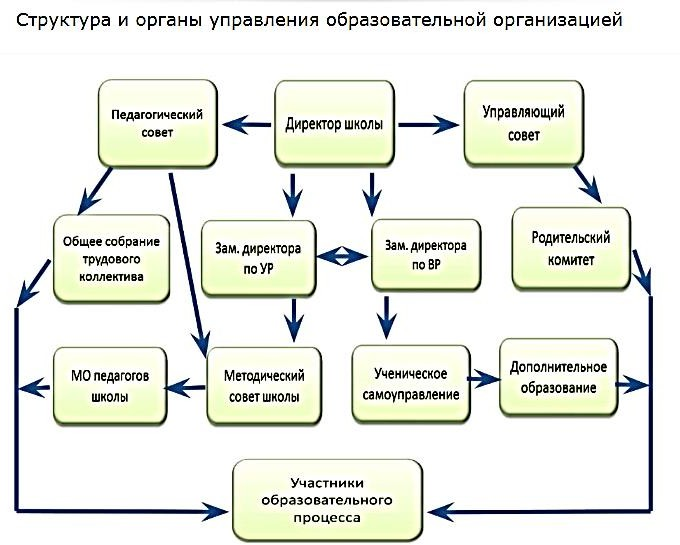 Структура и органы управления образовательной организацией
Педагогический
совет
Директор школы
Управляющий
совет
Общее собрание
трудового
коллектива
Зам. директора
по УР
Зам. директора
по ВР
Родительский
комитет
МО педагогов
школы
Методический
совет школы
Ученическое
самоуправление
Дополнительное
образование
Участники
образовательного
процесса